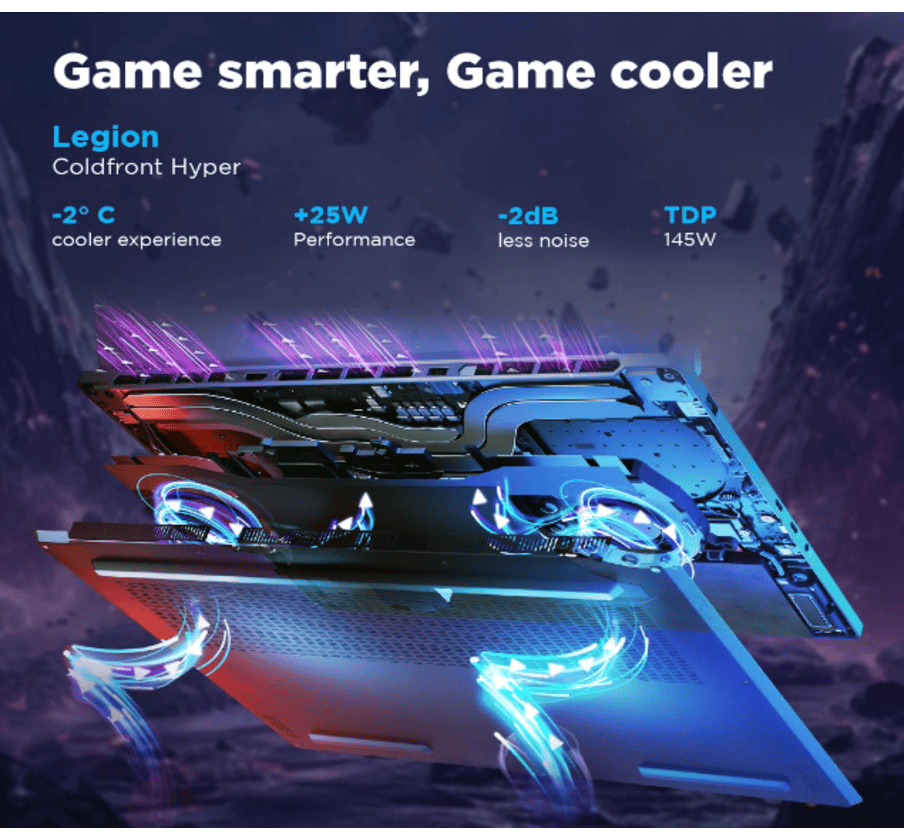 Game smarter, Game cooler
Legion
Coldfront Hyper
-2° C
cooler experience
+25W
Performance
-2dB
less noise
TDP
145W